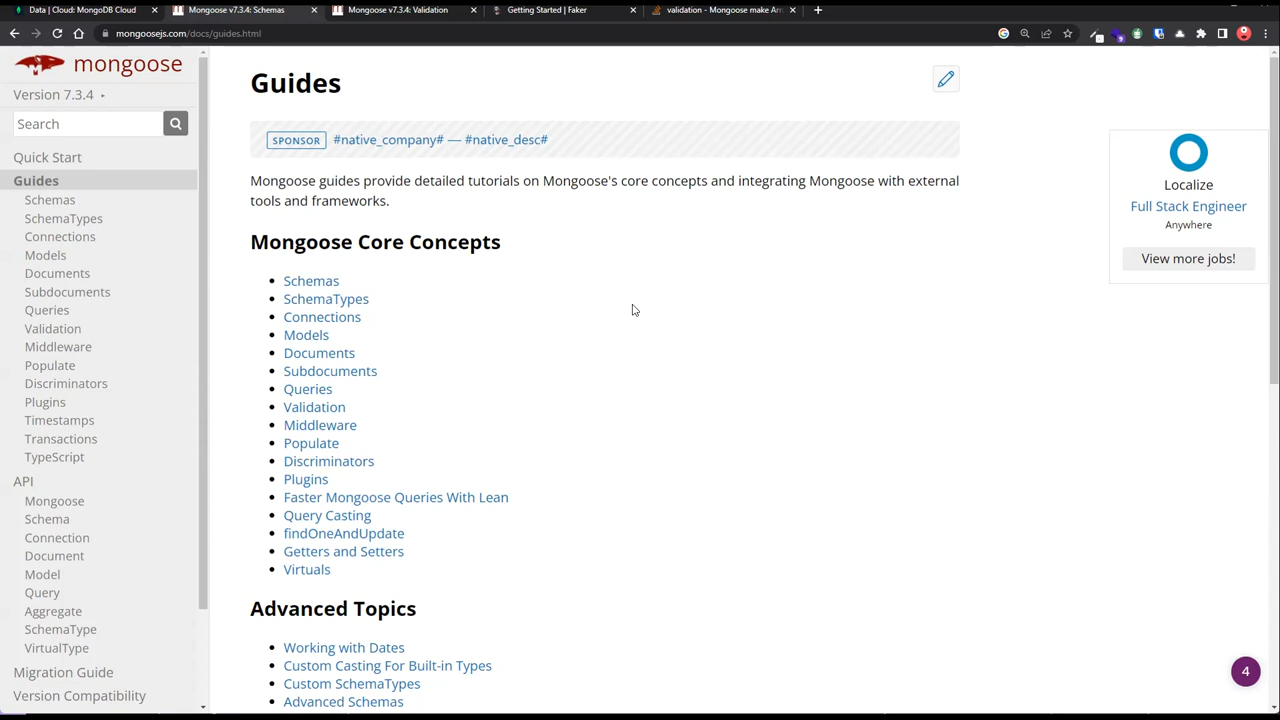 Data | Cloud: MongoDB Cloud
Mongoose v7.3.4: Schemas
Mongoose v7.3.4: Validation
Getting Started | Faker
validation - Mongoose make Arr
mongoosejs.com/docs/guides.html
mongoose
Version 7.3.4
Search
Quick Start
Guides
Schemas
SchemaTypes
Connections
Models
Documents
Subdocuments
Queries
Validation
Middleware
Populate
Discriminators
Plugins
Timestamps
Transactions
TypeScript
API
Mongoose
Schema
Connection
Document
Model
Query
Aggregate
SchemaType
VirtualType
Migration Guide
Version Compatibility
Guides
SPONSOR #native_company# — #native_desc#
Mongoose guides provide detailed tutorials on Mongoose's core concepts and integrating Mongoose with external
tools and frameworks.
Mongoose Core Concepts
Schemas
SchemaTypes
Connections
Models
Documents
Subdocuments
Queries
Validation
Middleware
Populate
Discriminators
Plugins
Faster Mongoose Queries With Lean
Query Casting
findOneAndUpdate
Getters and Setters
Virtuals
Advanced Topics
Working with Dates
Custom Casting For Built-in Types
Custom SchemaTypes
Advanced Schemas
Localize
Full Stack Engineer
Anywhere
View more jobs!
4